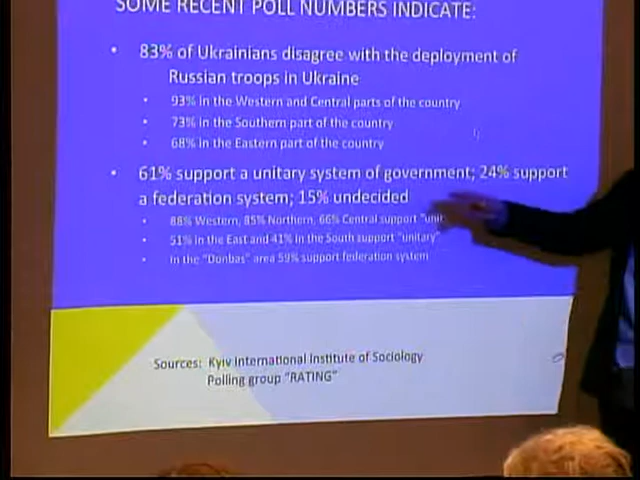 SOME RECENT POLL NUMBERS INDICATE:
• 83% of Ukrainians disagree with the deployment of
Russian troops in Ukraine
• 93% in the Western and Central parts of the country
• 73% in the Southern part of the country
• 68% in the Eastern part of the country
• 61% support a unitary system of government; 24% support
a federation system; 15% undecided
• 88% Western, 85% Northern, 66% Central support "unit
• 51% in the East and 41% in the South support "unitary"
• In the "Donbas" area 59% support federation system
Sources: Kyiv International Institute of Sociology
Polling group "RATING"